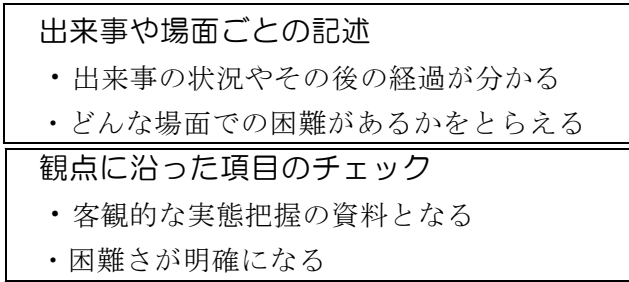 出来事や場面ごとの記述
・出来事の状況やその後の経過が分かる
・どんな場面での困難があるかをとらえる
観点に沿った項目のチェック
・客観的な実態把握の資料となる
・困難さが明確になる